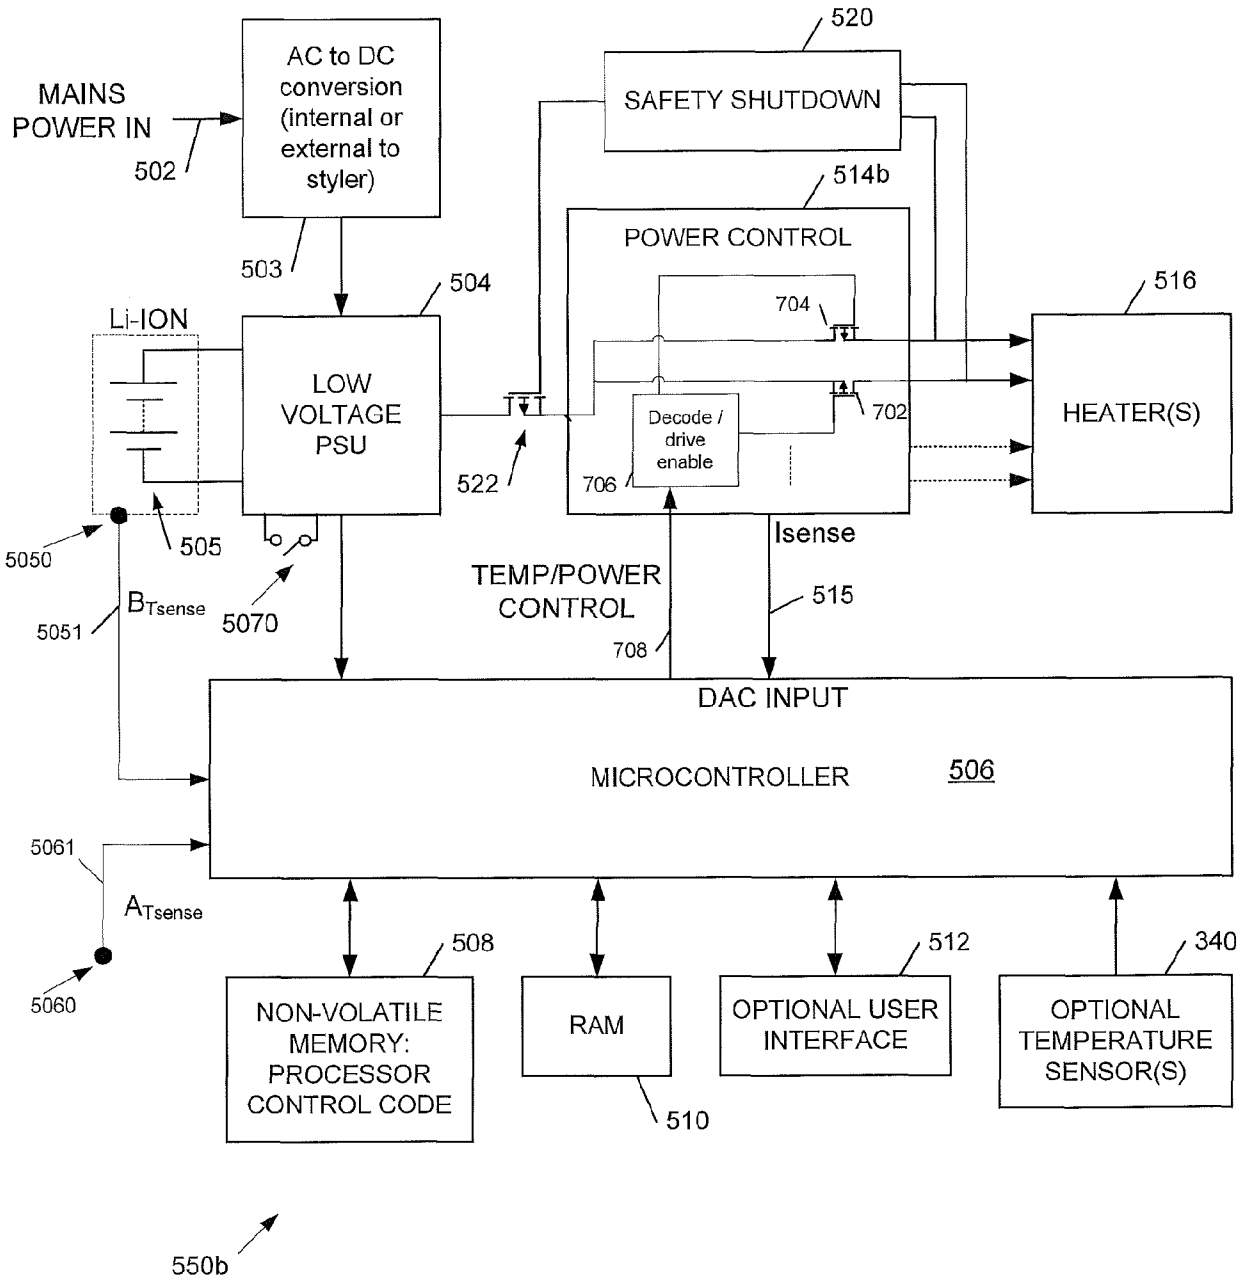 520
AC to DC
conversion
(internal or
external to
styler)
MAINS
POWER IN
502
SAFETY SHUTDOWN
514b
503
POWER CONTROL
504
516
Li-ION
704
LOW
VOLTAGE
PSU
702
HEATER(S)
Decode /
drive
enable
706
522
505
5050
Isense
TEMP/POWER
CONTROL
515
BTsense
5051
5070
708
DAC INPUT
MICROCONTROLLER
506
5061
ATsense
5060
508
512
340
NON-VOLATILE
MEMORY:
PROCESSOR
CONTROL CODE
RAM
OPTIONAL USER
INTERFACE
OPTIONAL
TEMPERATURE
SENSOR(S)
510
550b